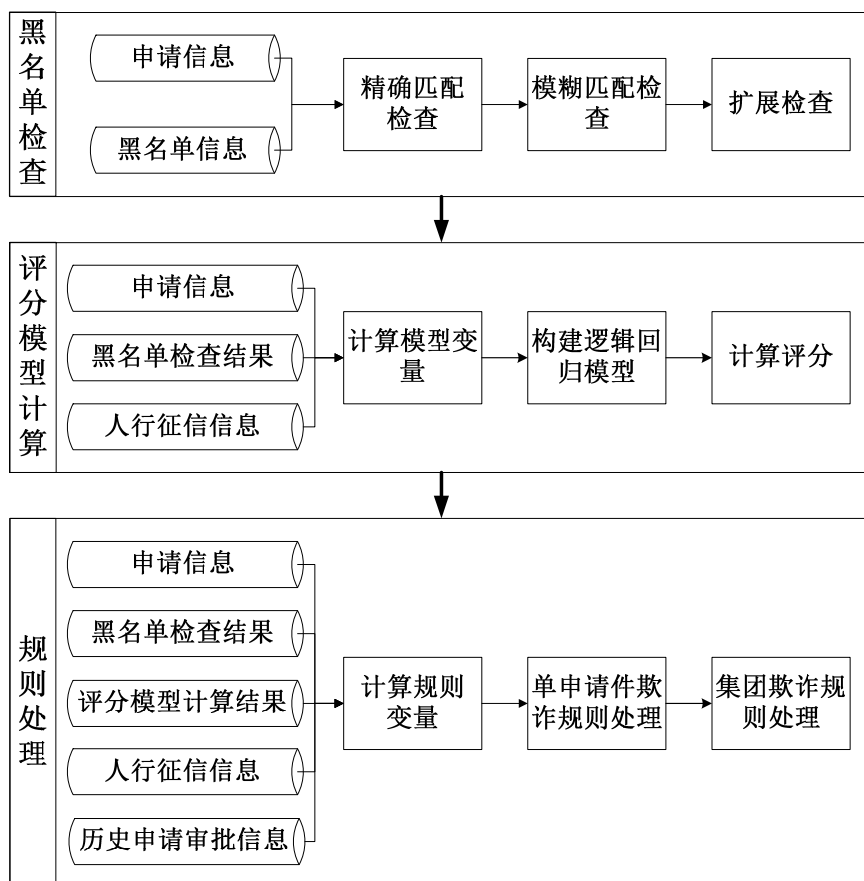 黑名单检查
申请信息
黑名单信息
精确匹配
检查
模糊匹配检
查
扩展检查
评分模型计算
申请信息
黑名单检查结果
人行征信信息
计算模型变
量
构建逻辑回
归模型
计算评分
规则处理
申请信息
黑名单检查结果
评分模型计算结果
人行征信信息
历史申请审批信息
计算规则
变量
单申请件欺
诈规则处理
集团欺诈规
则处理